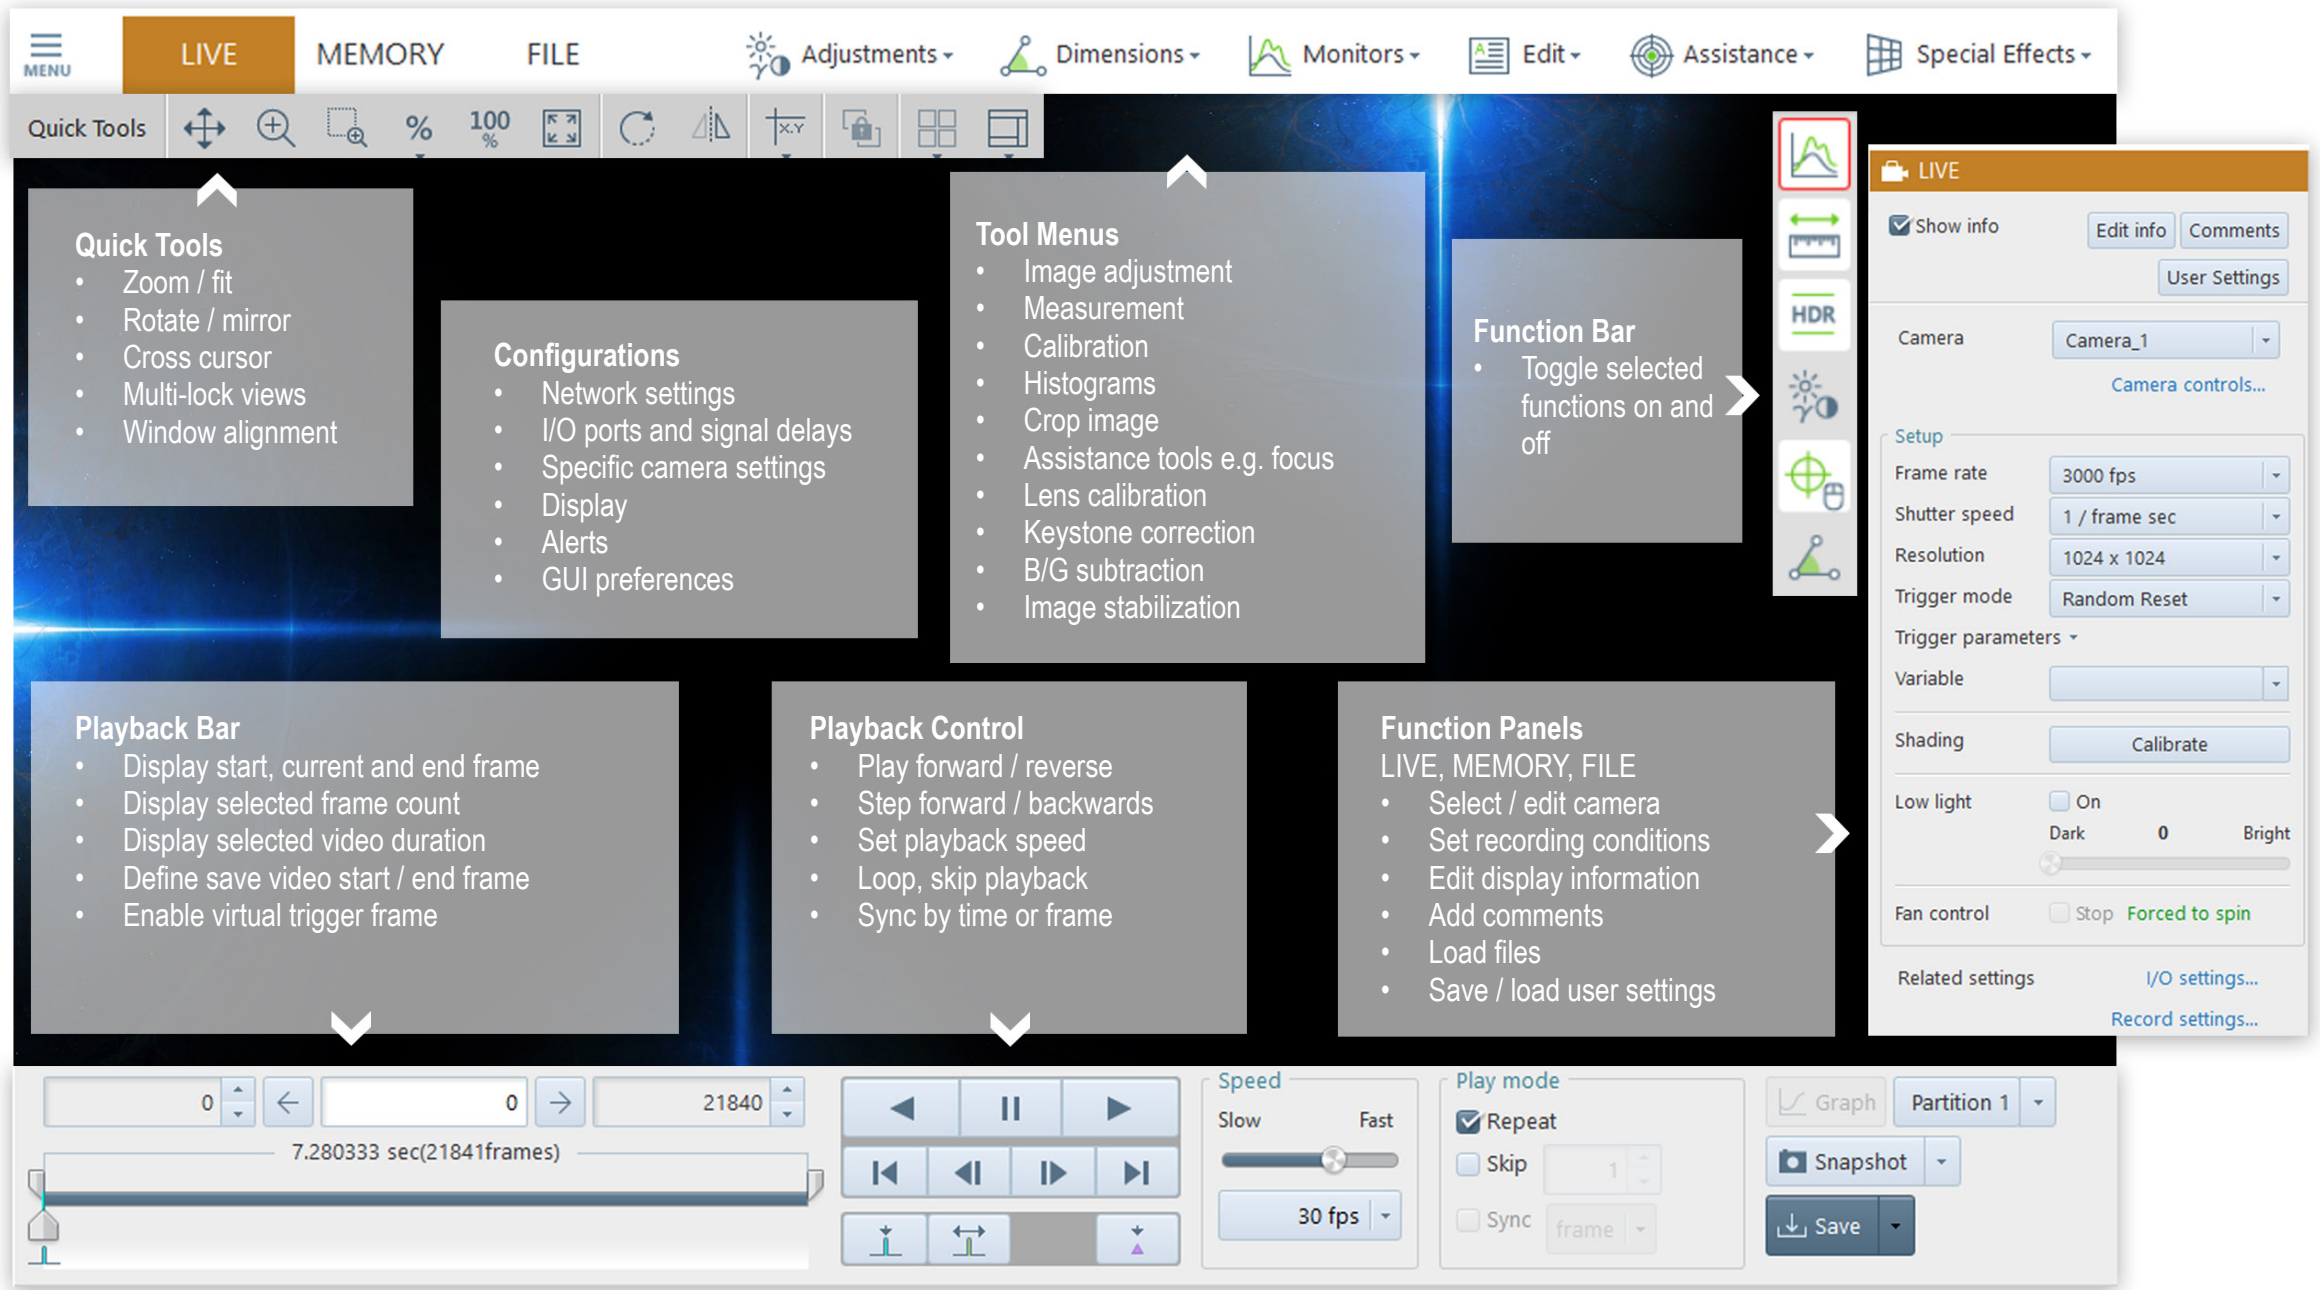 MENU
LIVE
MEMORY
FILE
Adjustments
Dimensions
Monitors
Edit
Assistance
Special Effects
Quick Tools
%
100
%
X.Y
Quick Tools
• Zoom / fit
• Rotate / mirror
• Cross cursor
• Multi-lock views
• Window alignment
Configurations
• Network settings
• I/O ports and signal delays
• Specific camera settings
• Display
• Alerts
• GUI preferences
Tool Menus
• Image adjustment
• Measurement
• Calibration
• Histograms
• Crop image
• Assistance tools e.g. focus
• Lens calibration
• Keystone correction
• B/G subtraction
• Image stabilization
Function Bar
• Toggle selected
functions on and
off
HDR
LIVE
Show info
Edit info
Comments
User Settings
Camera
Camera_1
Camera controls...
Setup
Frame rate
3000 fps
Shutter speed
1 / frame sec
Resolution
1024 x 1024
Trigger mode
Random Reset
Trigger parameters
Variable
Shading
Calibrate
Low light
On
Dark
0
Bright
Fan control
Stop
Forced to spin
Related settings
I/O settings...
Record settings...
Playback Bar
• Display start, current and end frame
• Display selected frame count
• Display selected video duration
• Define save video start / end frame
• Enable virtual trigger frame
Playback Control
• Play forward / reverse
• Step forward / backwards
• Set playback speed
• Loop, skip playback
• Sync by time or frame
Function Panels
LIVE, MEMORY, FILE
• Select / edit camera
• Set recording conditions
• Edit display information
• Add comments
• Load files
• Save / load user settings
0
0
21840
7.280333 sec(21841frames)
Speed
Slow
Fast
30 fps
Play mode
Repeat
Skip
1
Sync
frame
Graph
Partition 1
Snapshot
Save